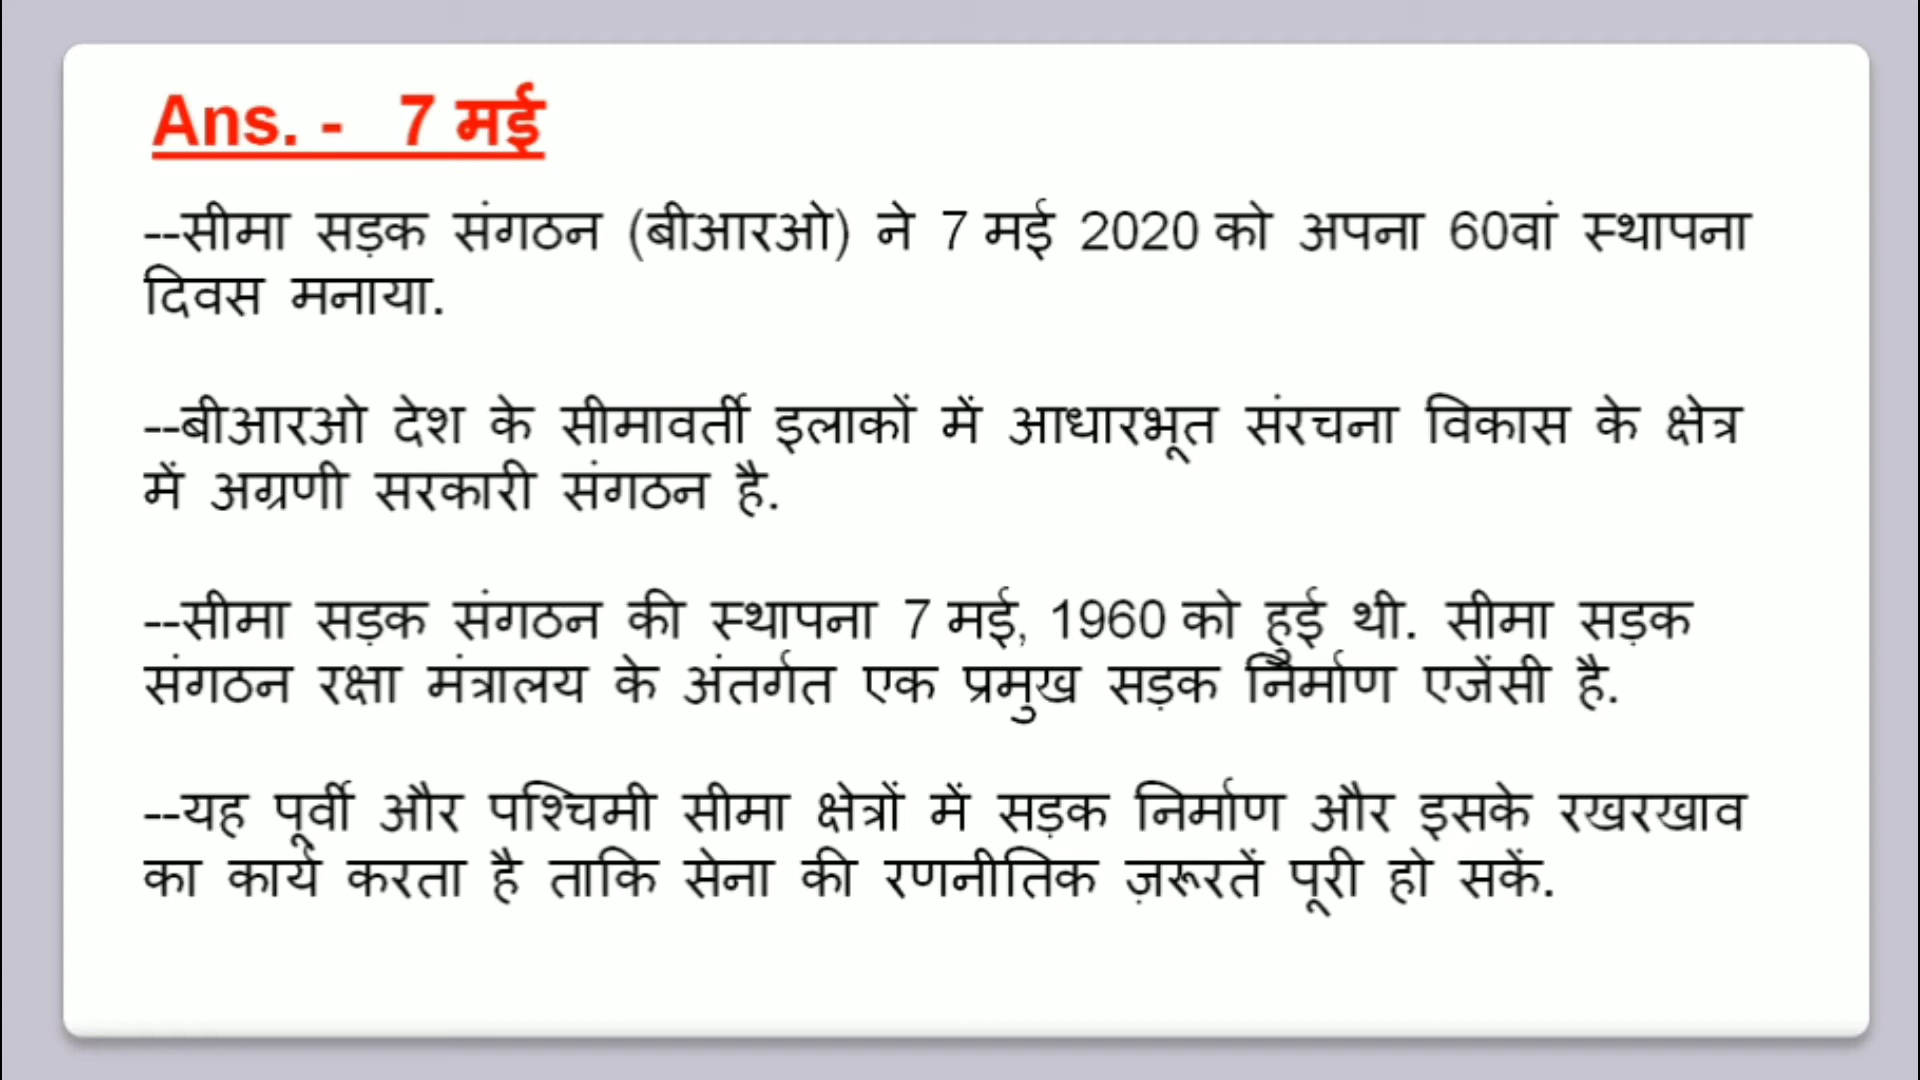 Ans. - 7 मई
--सीमा सड़क संगठन (बीआरओ) ने 7 मई 2020 को अपना 60वां स्थापना
दिवस मनाया.
--बीआरओ देश के सीमावर्ती इलाकों में आधारभूत संरचना विकास के क्षेत्र
में अग्रणी सरकारी संगठन है.
--सीमा सड़क संगठन की स्थापना 7 मई, 1960 को हुई थी. सीमा सड़क
संगठन रक्षा मंत्रालय के अंतर्गत एक प्रमुख सड़क निर्माण एजेंसी है.
--यह पूर्वी और पश्चिमी सीमा क्षेत्रों में सड़क निर्माण और इसके रखरखाव
का कार्य करता है ताकि सेना की रणनीतिक ज़रूरतें पूरी हो सकें.